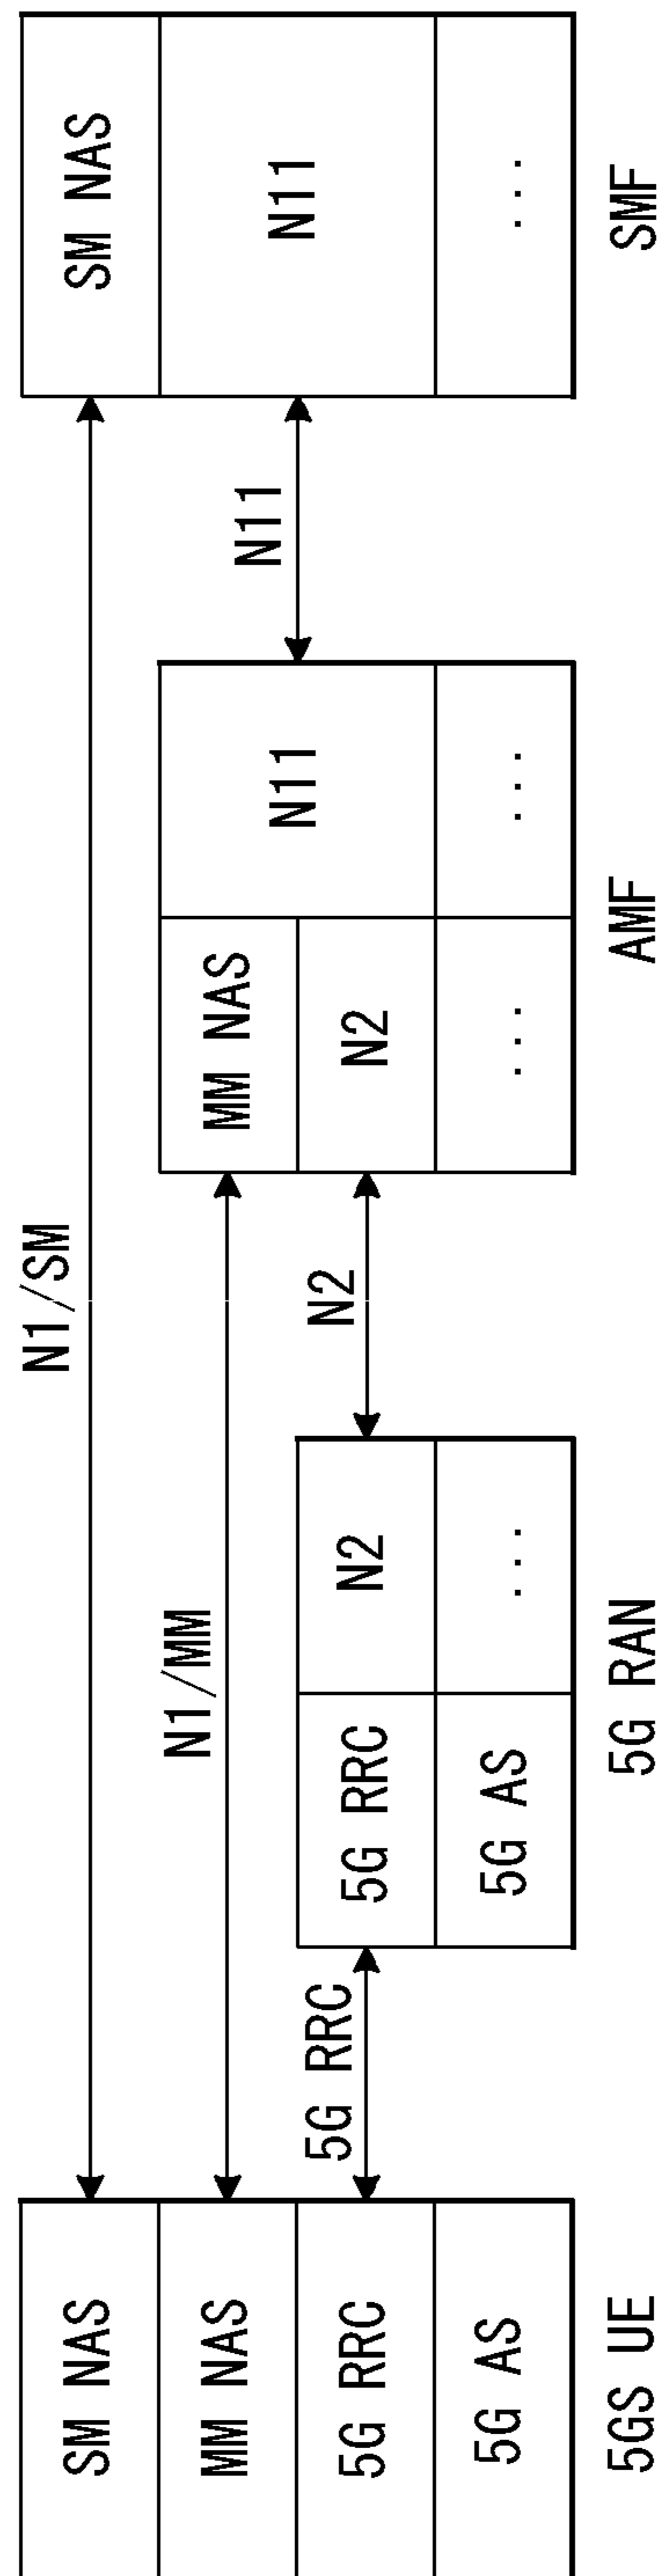 N1/SM
N1/MM
5G RRC
N2
N11
SM NAS
MM NAS
5G RRC
5G AS
5GS UE
5G RRC
N2
5G AS
...
5G RAN
MM NAS
N2
N11
...
...
AMF
SM NAS
N11
...
SMF